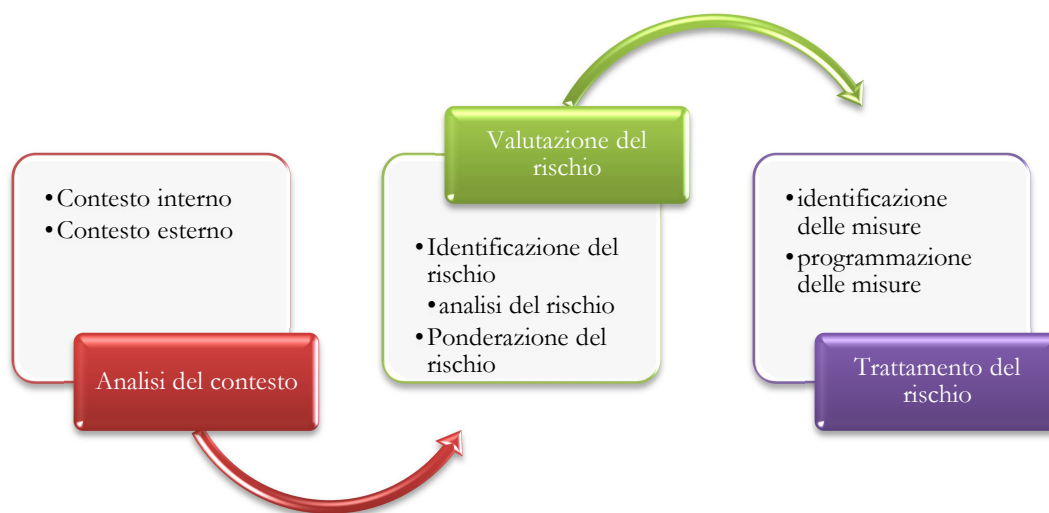 •Contesto interno
•Contesto esterno
Analisi del contesto
Valutazione del
rischio
•Identificazione del
rischio
•analisi del rischio
•Ponderazione del
rischio
•identificazione
delle misure
•programmazione
delle misure
Trattamento del
rischio